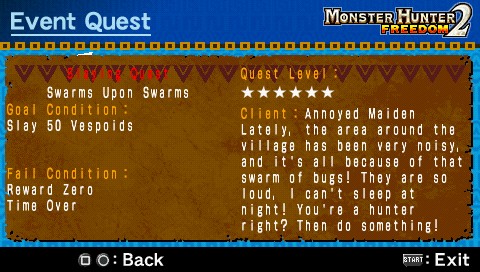 Event Quest
MONSTER HUNTER
FREEDOM 2
Slaying Quest
Swarms Upon Swarms
Goal Condition:
Slay 50 Vespoids
Fail Condition:
Reward Zero
Time Over
Quest Level:
★★★★★★
Client: Annoyed Maiden
Lately, the area around the
village has been very noisy,
and it's all because of that
swarm of bugs! They are so
loud, I can't sleep at
night! You're a hunter
right? Then do something!
: Back
START: Exit